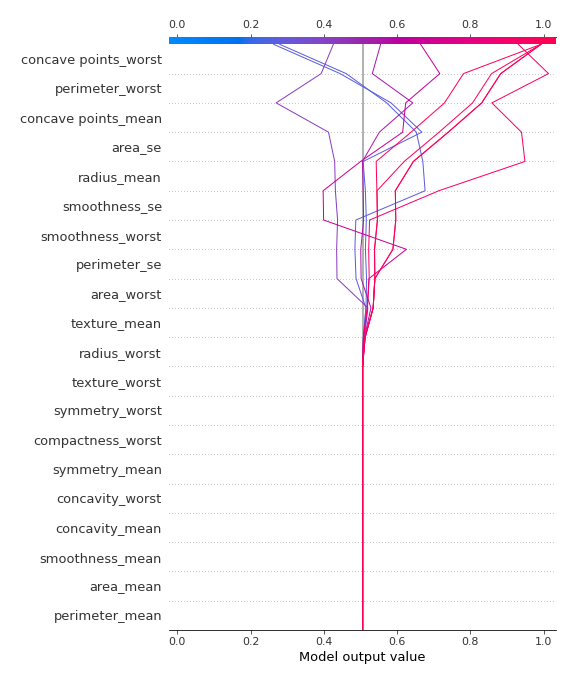 0.0 0.2 0.4 0.6 0.8 1.0
concave points_worst
perimeter_worst
concave points_mean
area_se
radius_mean
smoothness_se
smoothness_worst
perimeter_se
area_worst
texture_mean
radius_worst
texture_worst
symmetry_worst
compactness_worst
symmetry_mean
concavity_worst
concavity_mean
smoothness_mean
area_mean
perimeter_mean
0.0 0.2 0.4 0.6 0.8 1.0
Model output value